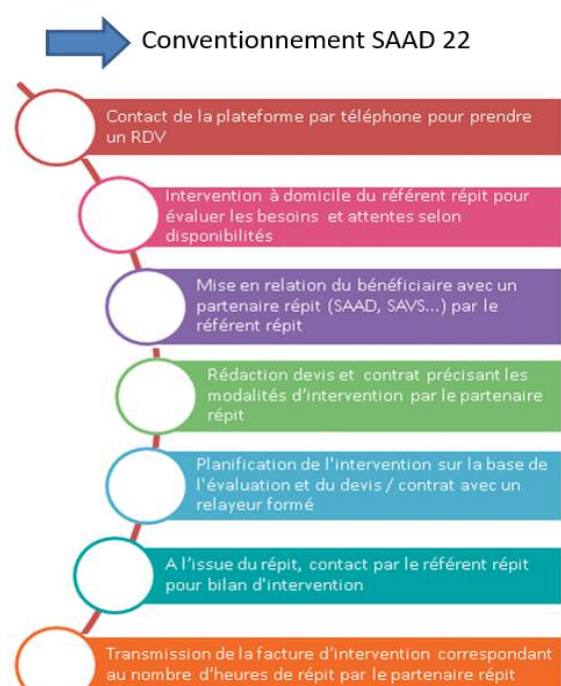 Conventionnement SAAD 22
Contact de la plateforme par téléphone pour prendre
un RDV
Intervention à domicile du référent répit pour
évaluer les besoins et attentes selon
disponibilités
Mise en relation du bénéficiaire avec un
partenaire répit (SAAD, SAVS...) par le
référent répit
Rédaction devis et contrat précisant les
modalités d'intervention par le partenaire
répit
Planification de l'intervention sur la base de
l'évaluation et du devis / contrat avec un
relayeur formé
A l'issue du répit, contact par le référent répit
pour bilan d'intervention
Transmission de la facture d'intervention correspondant
au nombre d'heures de répit par le partenaire répit